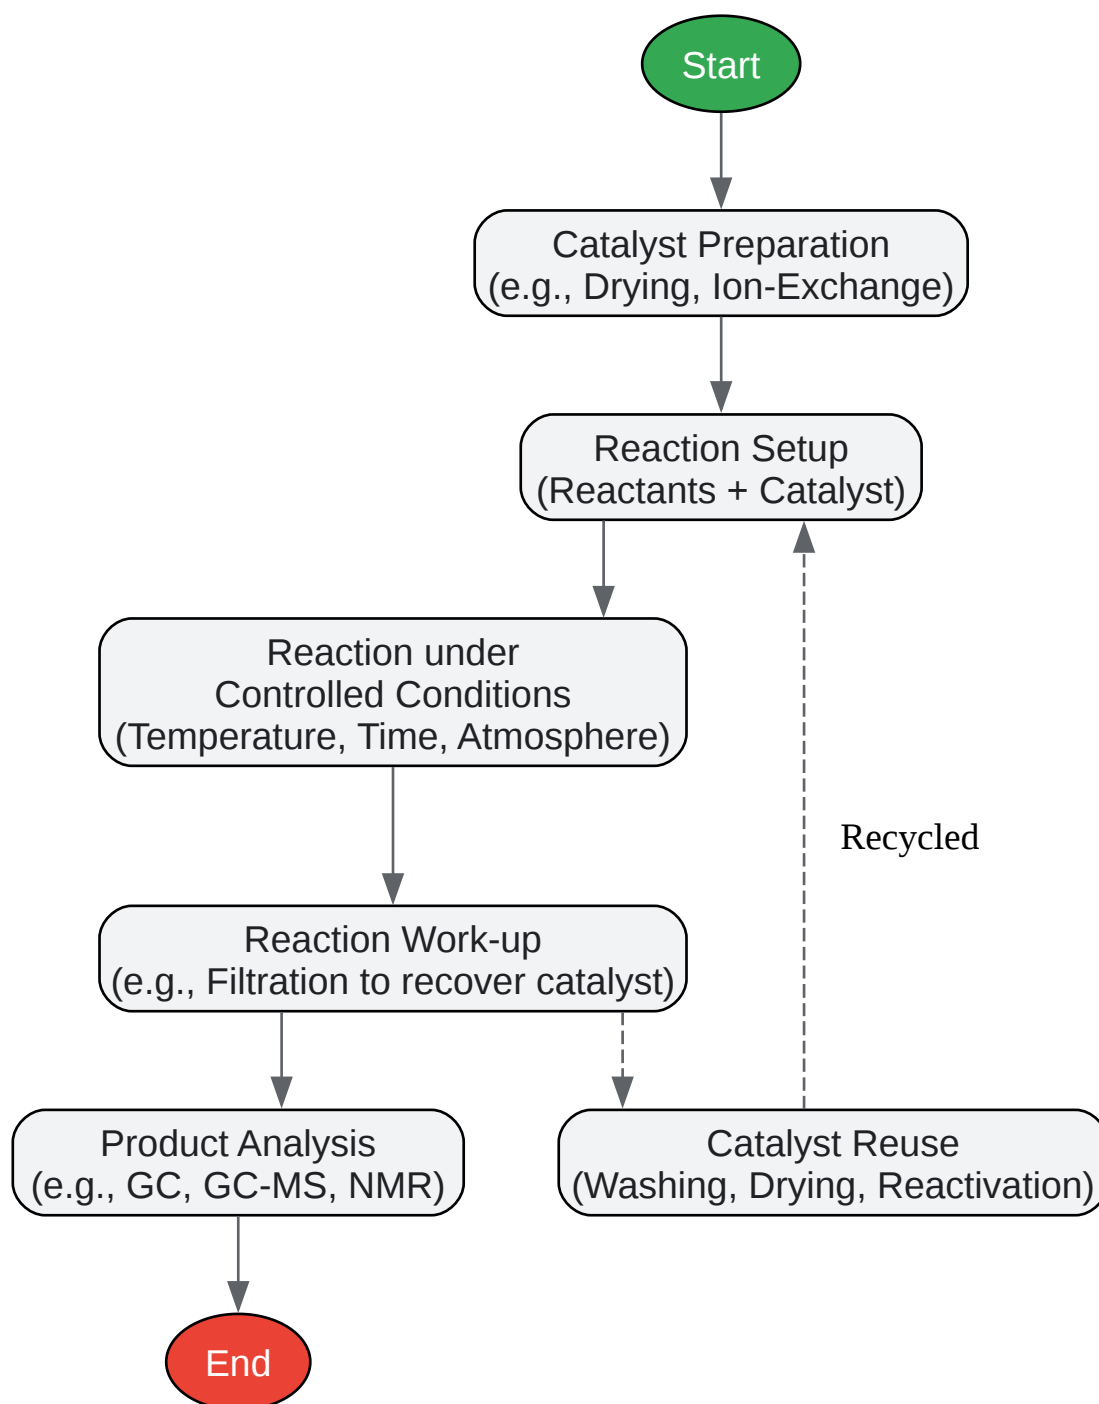 Start
Catalyst Preparation
(e.g., Drying, Ion-Exchange)
Reaction Setup
(Reactants + Catalyst)
Reaction under
Controlled Conditions
(Temperature, Time, Atmosphere)
Recycled
Reaction Work-up
(e.g., Filtration to recover catalyst)
Product Analysis
(e.g., GC, GC-MS, NMR)
Catalyst Reuse
(Washing, Drying, Reactivation)
End